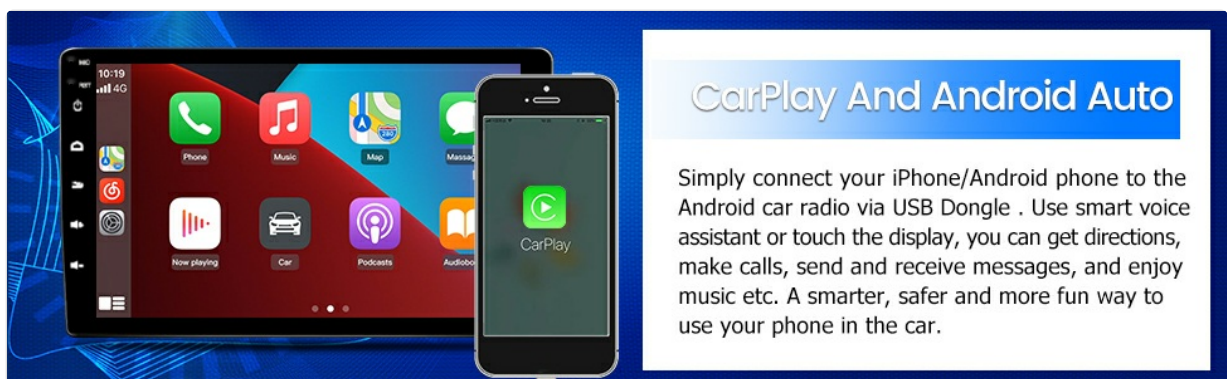 MIC
RST
10:19
4G
Phone
Music
Map
280
Now playing
Car
Podcasts
CarPlay
CarPlay And Android Auto
Simply connect your iPhone/Android phone to the
Android car radio via USB Dongle . Use smart voice
assistant or touch the display, you can get directions,
make calls, send and receive messages, and enjoy
music etc. A smarter, safer and more fun way to
use your phone in the car.